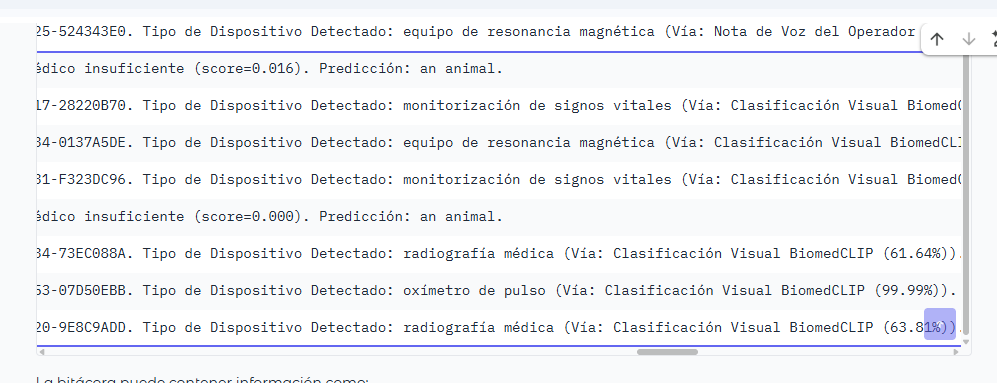 25-524343E0. Tipo de Dispositivo Detectado: equipo de resonancia magnética (Vía: Nota de Voz del Operador
édico insuficiente (score=0.016). Predicción: an animal.
17-28220B70. Tipo de Dispositivo Detectado: monitorización de signos vitales (Vía: Clasificación Visual Biomed
34-0137A5DE. Tipo de Dispositivo Detectado: equipo de resonancia magnética (Vía: Clasificación Visual BiomedCL
31-F323DC96. Tipo de Dispositivo Detectado: monitorización de signos vitales (Vía: Clasificación Visual Biomed
édico insuficiente (score=0.000). Predicción: an animal.
34-73EC088A. Tipo de Dispositivo Detectado: radiografía médica (Vía: Clasificación Visual BiomedCLIP (61.64%)).
53-07D50EBB. Tipo de Dispositivo Detectado: oxímetro de pulso (Vía: Clasificación Visual BiomedCLIP (99.99%)).
20-9E8C9ADD. Tipo de Dispositivo Detectado: radiografía médica (Vía: Clasificación Visual BiomedCLIP (63.81%)).
La bitácora puede contener información como: